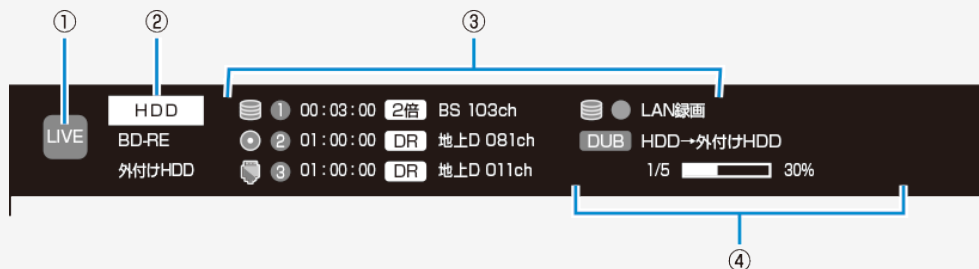 ① ② ③
LIVE
HDD
BD-RE
外付けHDD
1 00:03:00 2倍 BS 103ch
2 01:00:00 DR 地上D 081ch
3 01:00:00 DR 地上D 011ch
LAN録画
DUB HDD→外付けHDD
1/5 30%
④